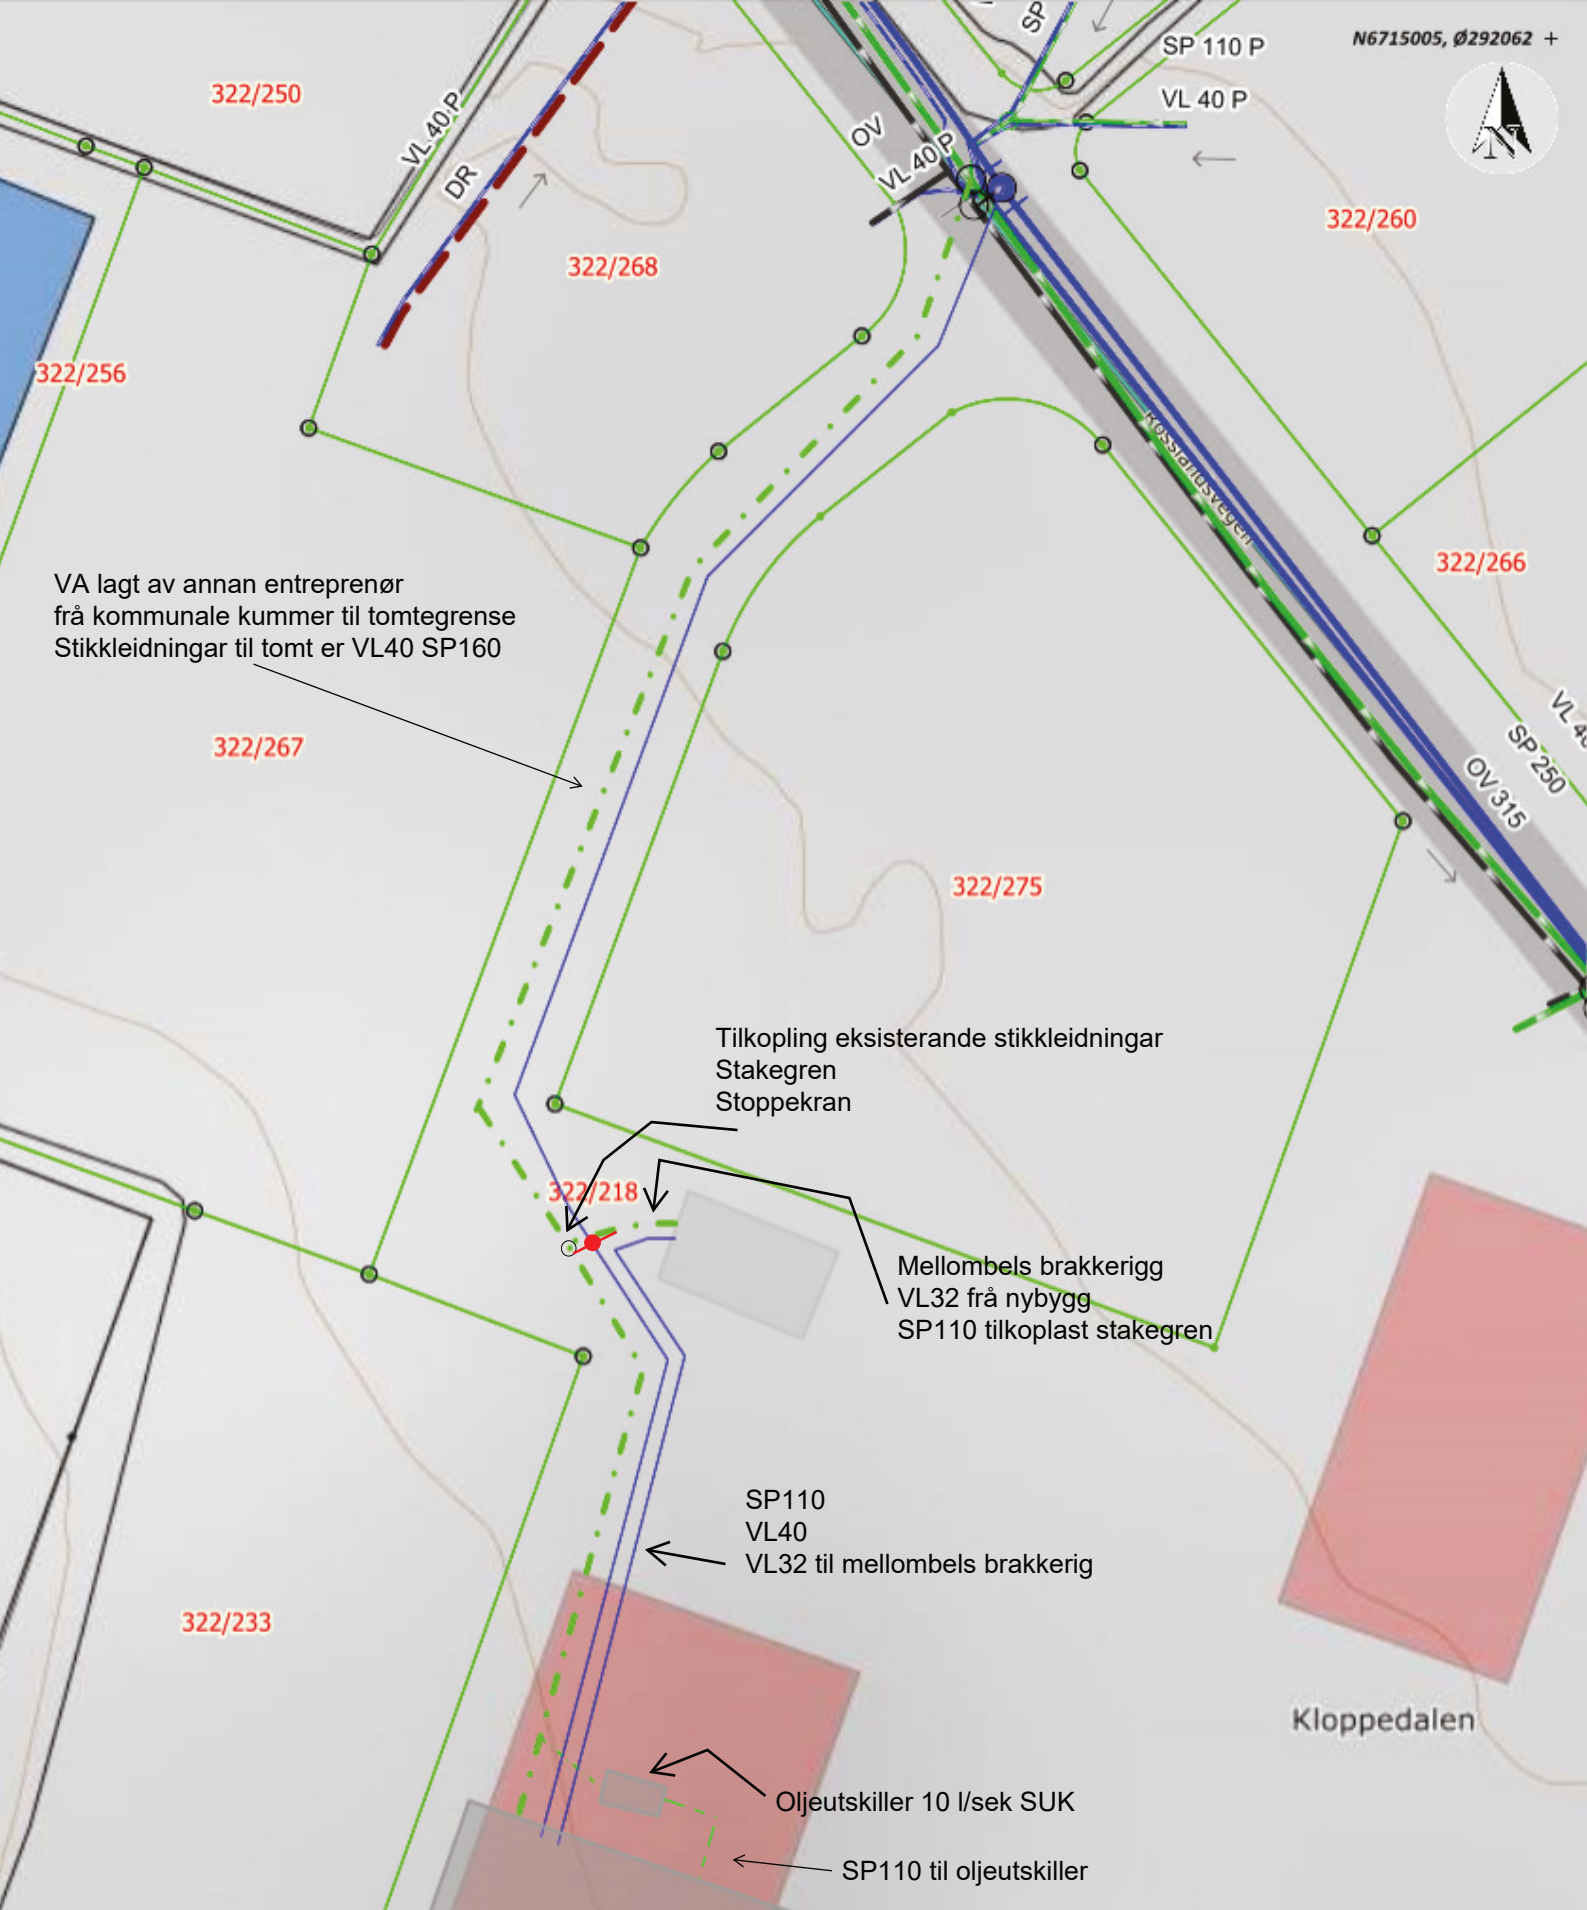 SP
SP 110 P
N6715005, Ø292062 +
322/250
VL 40 P
OV
VL 40 P
VL 40 P
N
DR
322/268
322/260
322/256
Rosslandsvegen
322/266
VA lagt av annan entreprenør
frå kommunale kummer til tomtegrense
Stikkleidningar til tomt er VL40 SP160
322/267
VL 40
SP 250
OV 315
322/275
Tilkopling eksisterande stikkleidningar
Stakegren
Stoppekran
322/218
Mellombels brakkerigg
VL32 frå nybygg
SP110 tilkoplast stakegren
SP110
VL40
VL32 til mellombels brakkerig
322/233
Kloppedalen
Oljeutskiller 10 l/sek SUK
SP110 til oljeutskiller